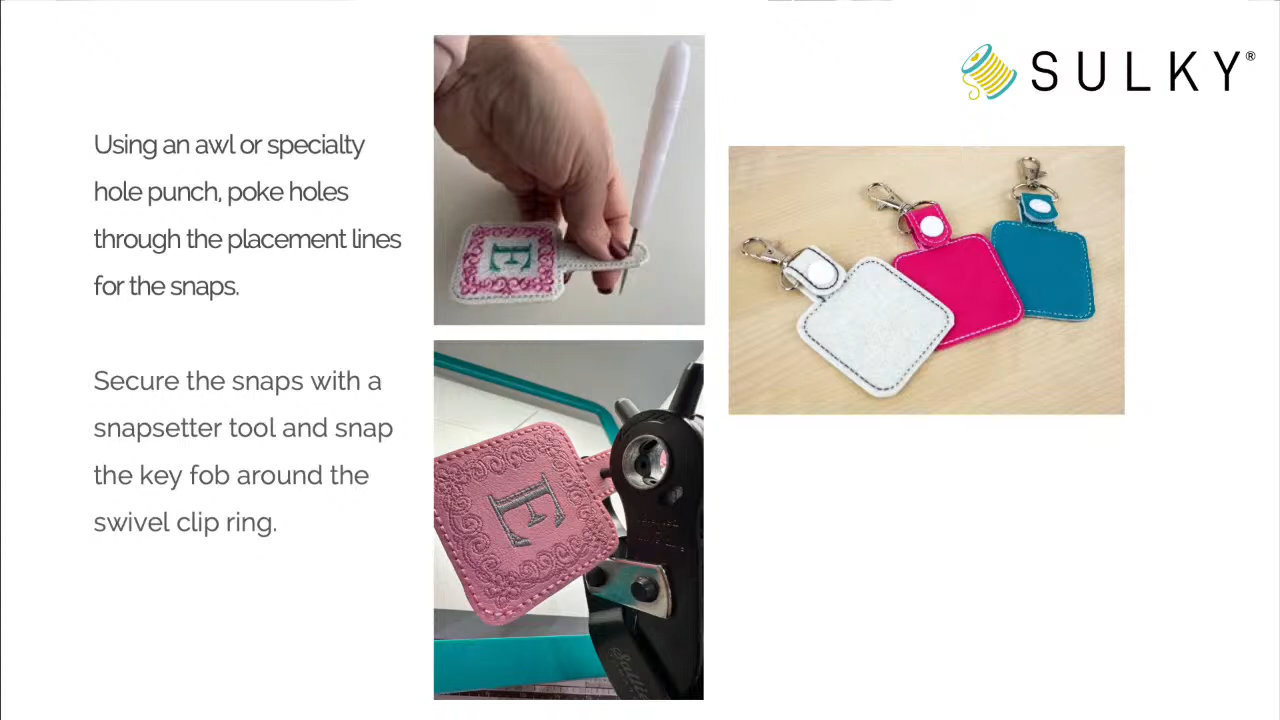 SULKY®
Using an awl or specialty
hole punch, poke holes
through the placement lines
for the snaps.
Secure the snaps with a
snapsetter tool and snap
the key fob around the
swivel clip ring.
E
E